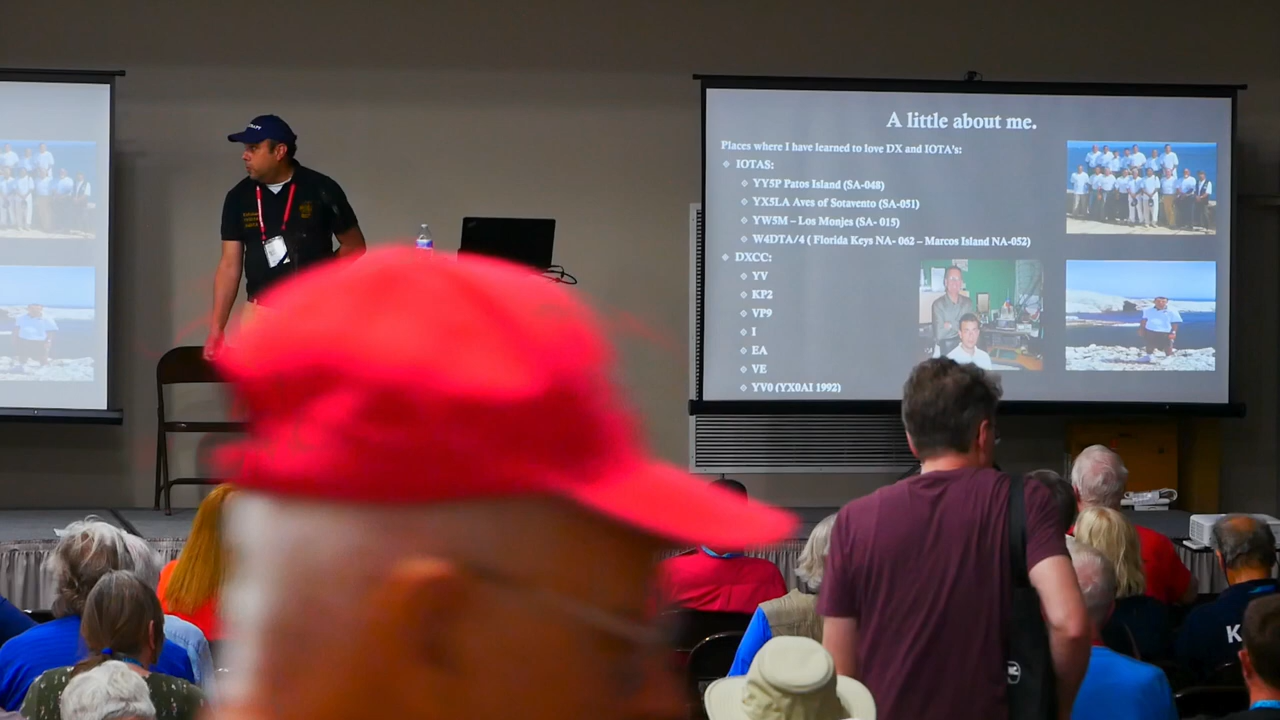 A little about me.
Places where I have learned to love DX and IOTA's:
IOTAS:
YY5P Patos Island (SA-048)
YX5LA Aves of Sotavento (SA-051)
YW5M – Los Monjes (SA- 015)
W4DTA/4 ( Florida Keys NA- 062 – Marcos Island NA-052)
DXCC:
YV
KP2
VP9
I
EA
VE
YV0 (YX0AI 1992)
K